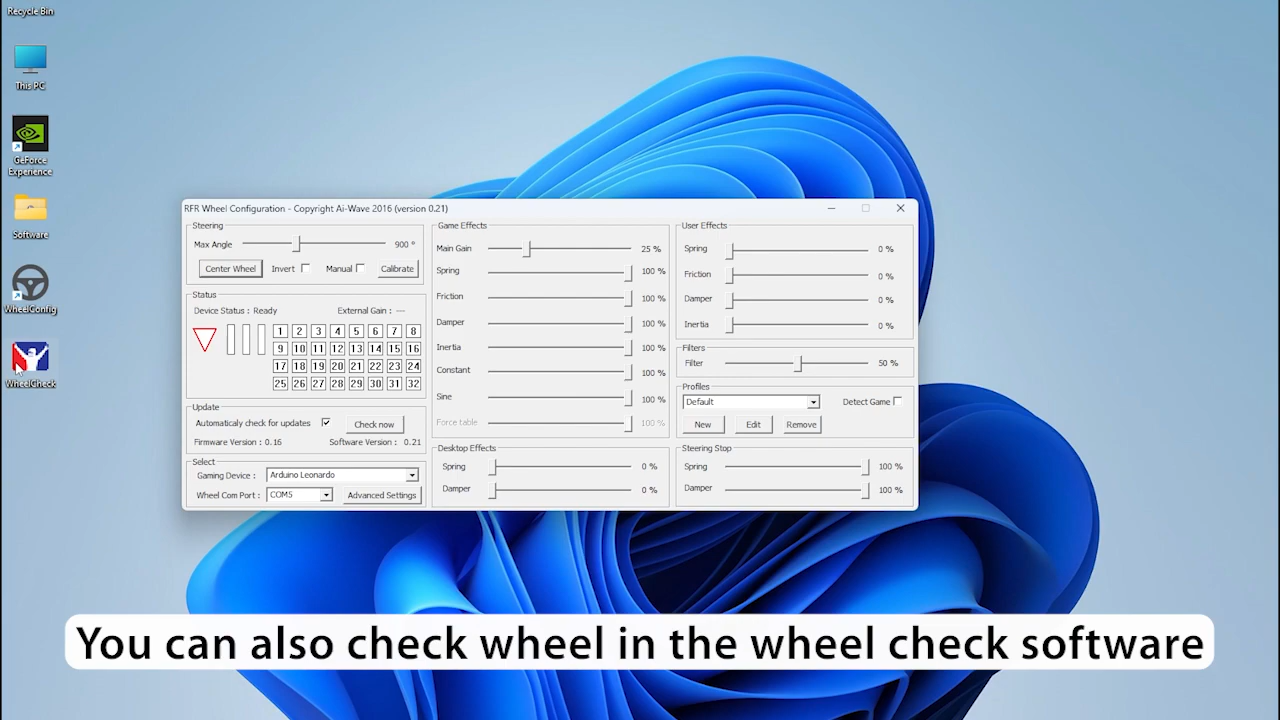 Recycle Bin
This PC
GeForce
Experience
Software
WheelConfig
WheelCheck
RFR Wheel Configuration - Copyright Ai-Wave 2016 (version 0.21)
Steering
Max Angle 900 °
Center Wheel Invert Manual Calibrate
Status
Device Status : Ready External Gain : ---
1 2 3 4 5 6 7 8
9 10 11 12 13 14 15 16
17 18 19 20 21 22 23 24
25 26 27 28 29 30 31 32
Update
Automaticaly check for updates Check now
Firmware Version : 0.16 Software Version : 0.21
Select
Gaming Device : Arduino Leonardo
Wheel Com Port : COM5 Advanced Settings
Game Effects
Main Gain 25 %
Spring 100 %
Friction 100 %
Damper 100 %
Inertia 100 %
Constant 100 %
Sine 100 %
Force table 100 %
Desktop Effects
Spring 0 %
Damper 0 %
User Effects
Spring 0 %
Friction 0 %
Damper 0 %
Inertia 0 %
Filters
Filter 50 %
Profiles
Default Detect Game
New Edit Remove
Steering Stop
Spring 100 %
Damper 100 %
You can also check wheel in the wheel check software